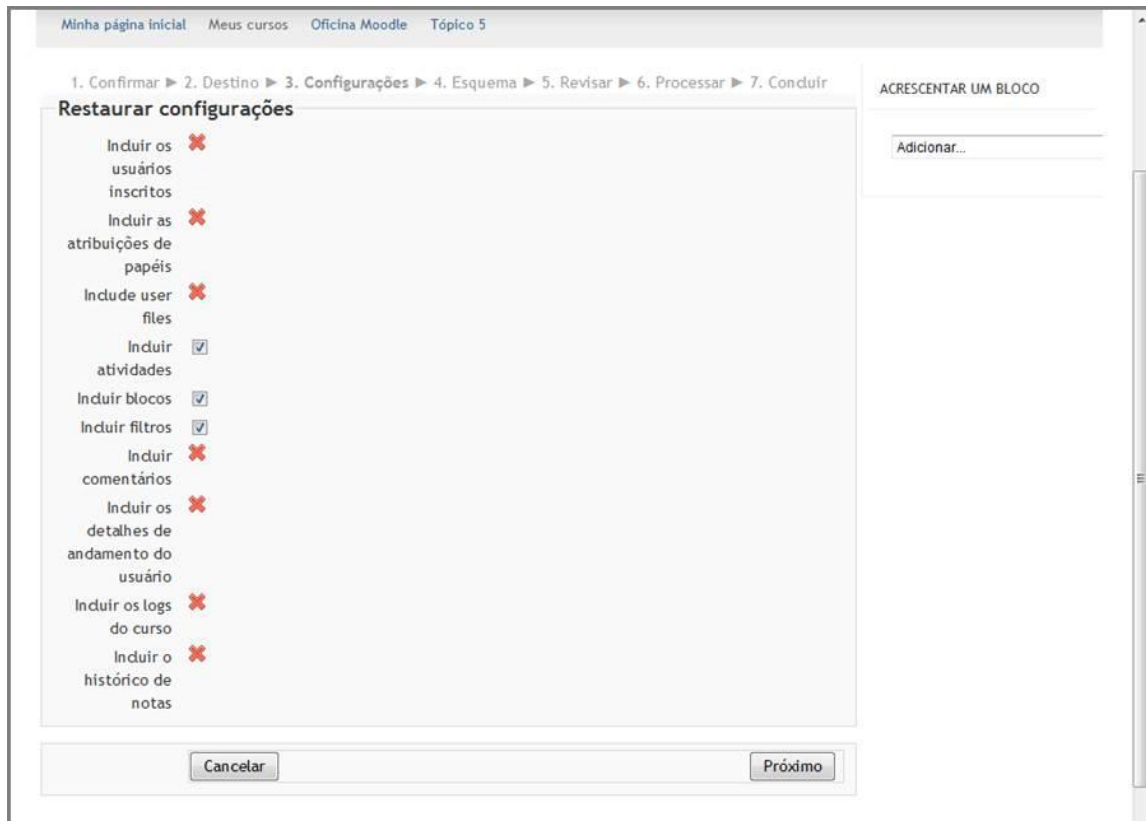 Minha página inicial Meus cursos Oficina Moodle Tópico 5
1. Confirmar ► 2. Destino ► 3. Configurações ► 4. Esquema ► 5. Revisar ► 6. Processar ► 7. Concluir
ACRESCENTAR UM BLOCO
Adicionar...
Restaurar configurações
Incluir os
usuários
inscritos
Incluir as
atribuições de
papéis
Include user
files
Incluir
atividades
Incluir blocos
Incluir filtros
Incluir
comentários
Incluir os
detalhes de
andamento do
usuário
Incluir os logs
do curso
Incluir o
histórico de
notas
Cancelar Próximo